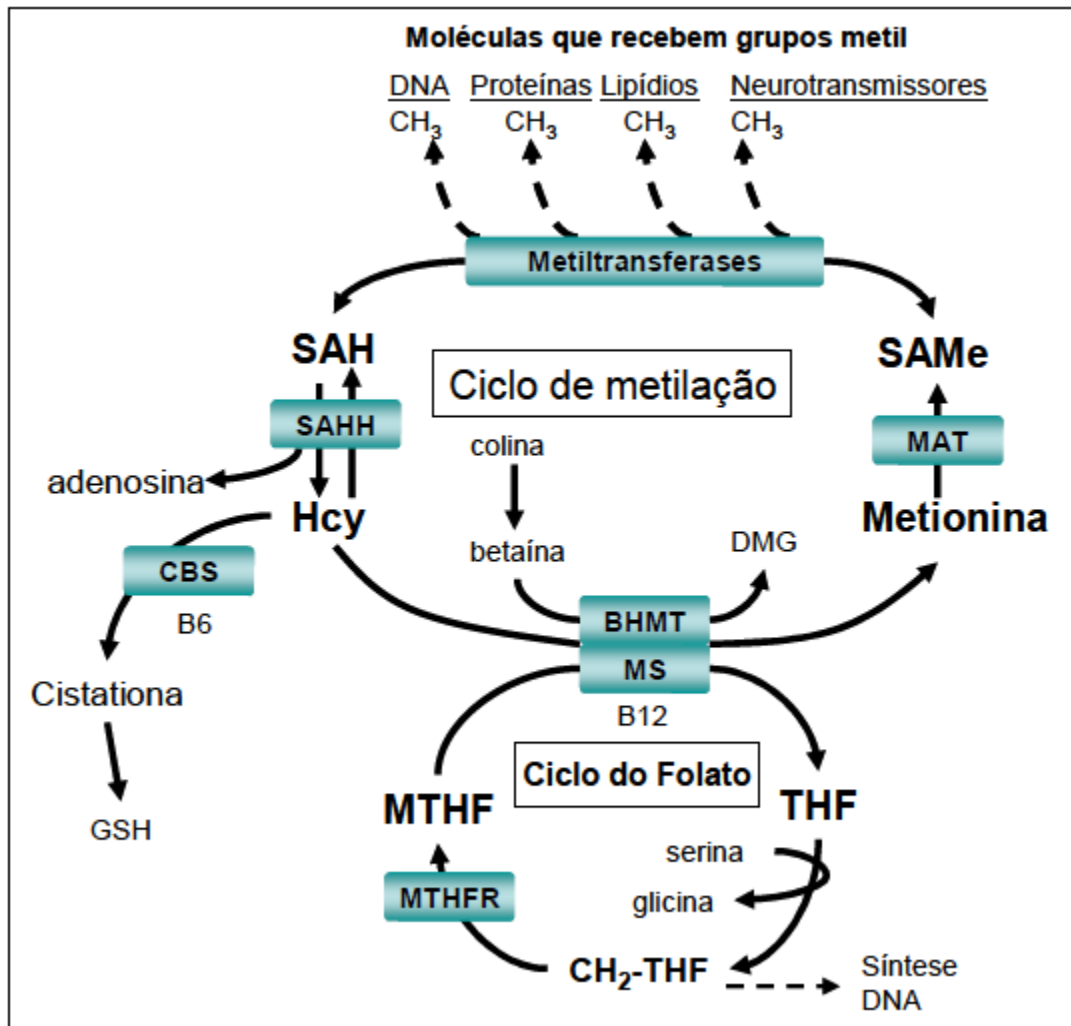 Moléculas que recebem grupos metil
DNA Proteínas Lipídios Neurotransmissores
CH₃ CH₃ CH₃ CH₃
Metiltransferases
SAH
SAMe
Ciclo de metilação
SAHH
MAT
colina
adenosina
Hcy
Metionina
betaína
DMG
CBS
B6
BHMT
MS
B12
Cistationa
Ciclo do Folato
MTHF
THF
GSH
serina
MTHFR
glicina
CH₂-THF
Síntese
DNA